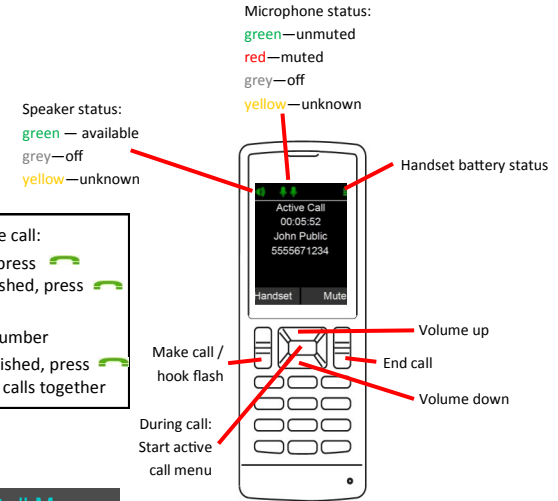 Microphone status:
green—unmuted
red—muted
grey—off
yellow—unknown
Speaker status:
green — available
grey—off
yellow—unknown
Handset battery status
Active Call
00:05:52
John Public
5555671234
Handset Mute
e call:
press
shed, press
umber
ished, press
calls together
Make call /
hook flash
Volume up
End call
Volume down
During call:
Start active
call menu